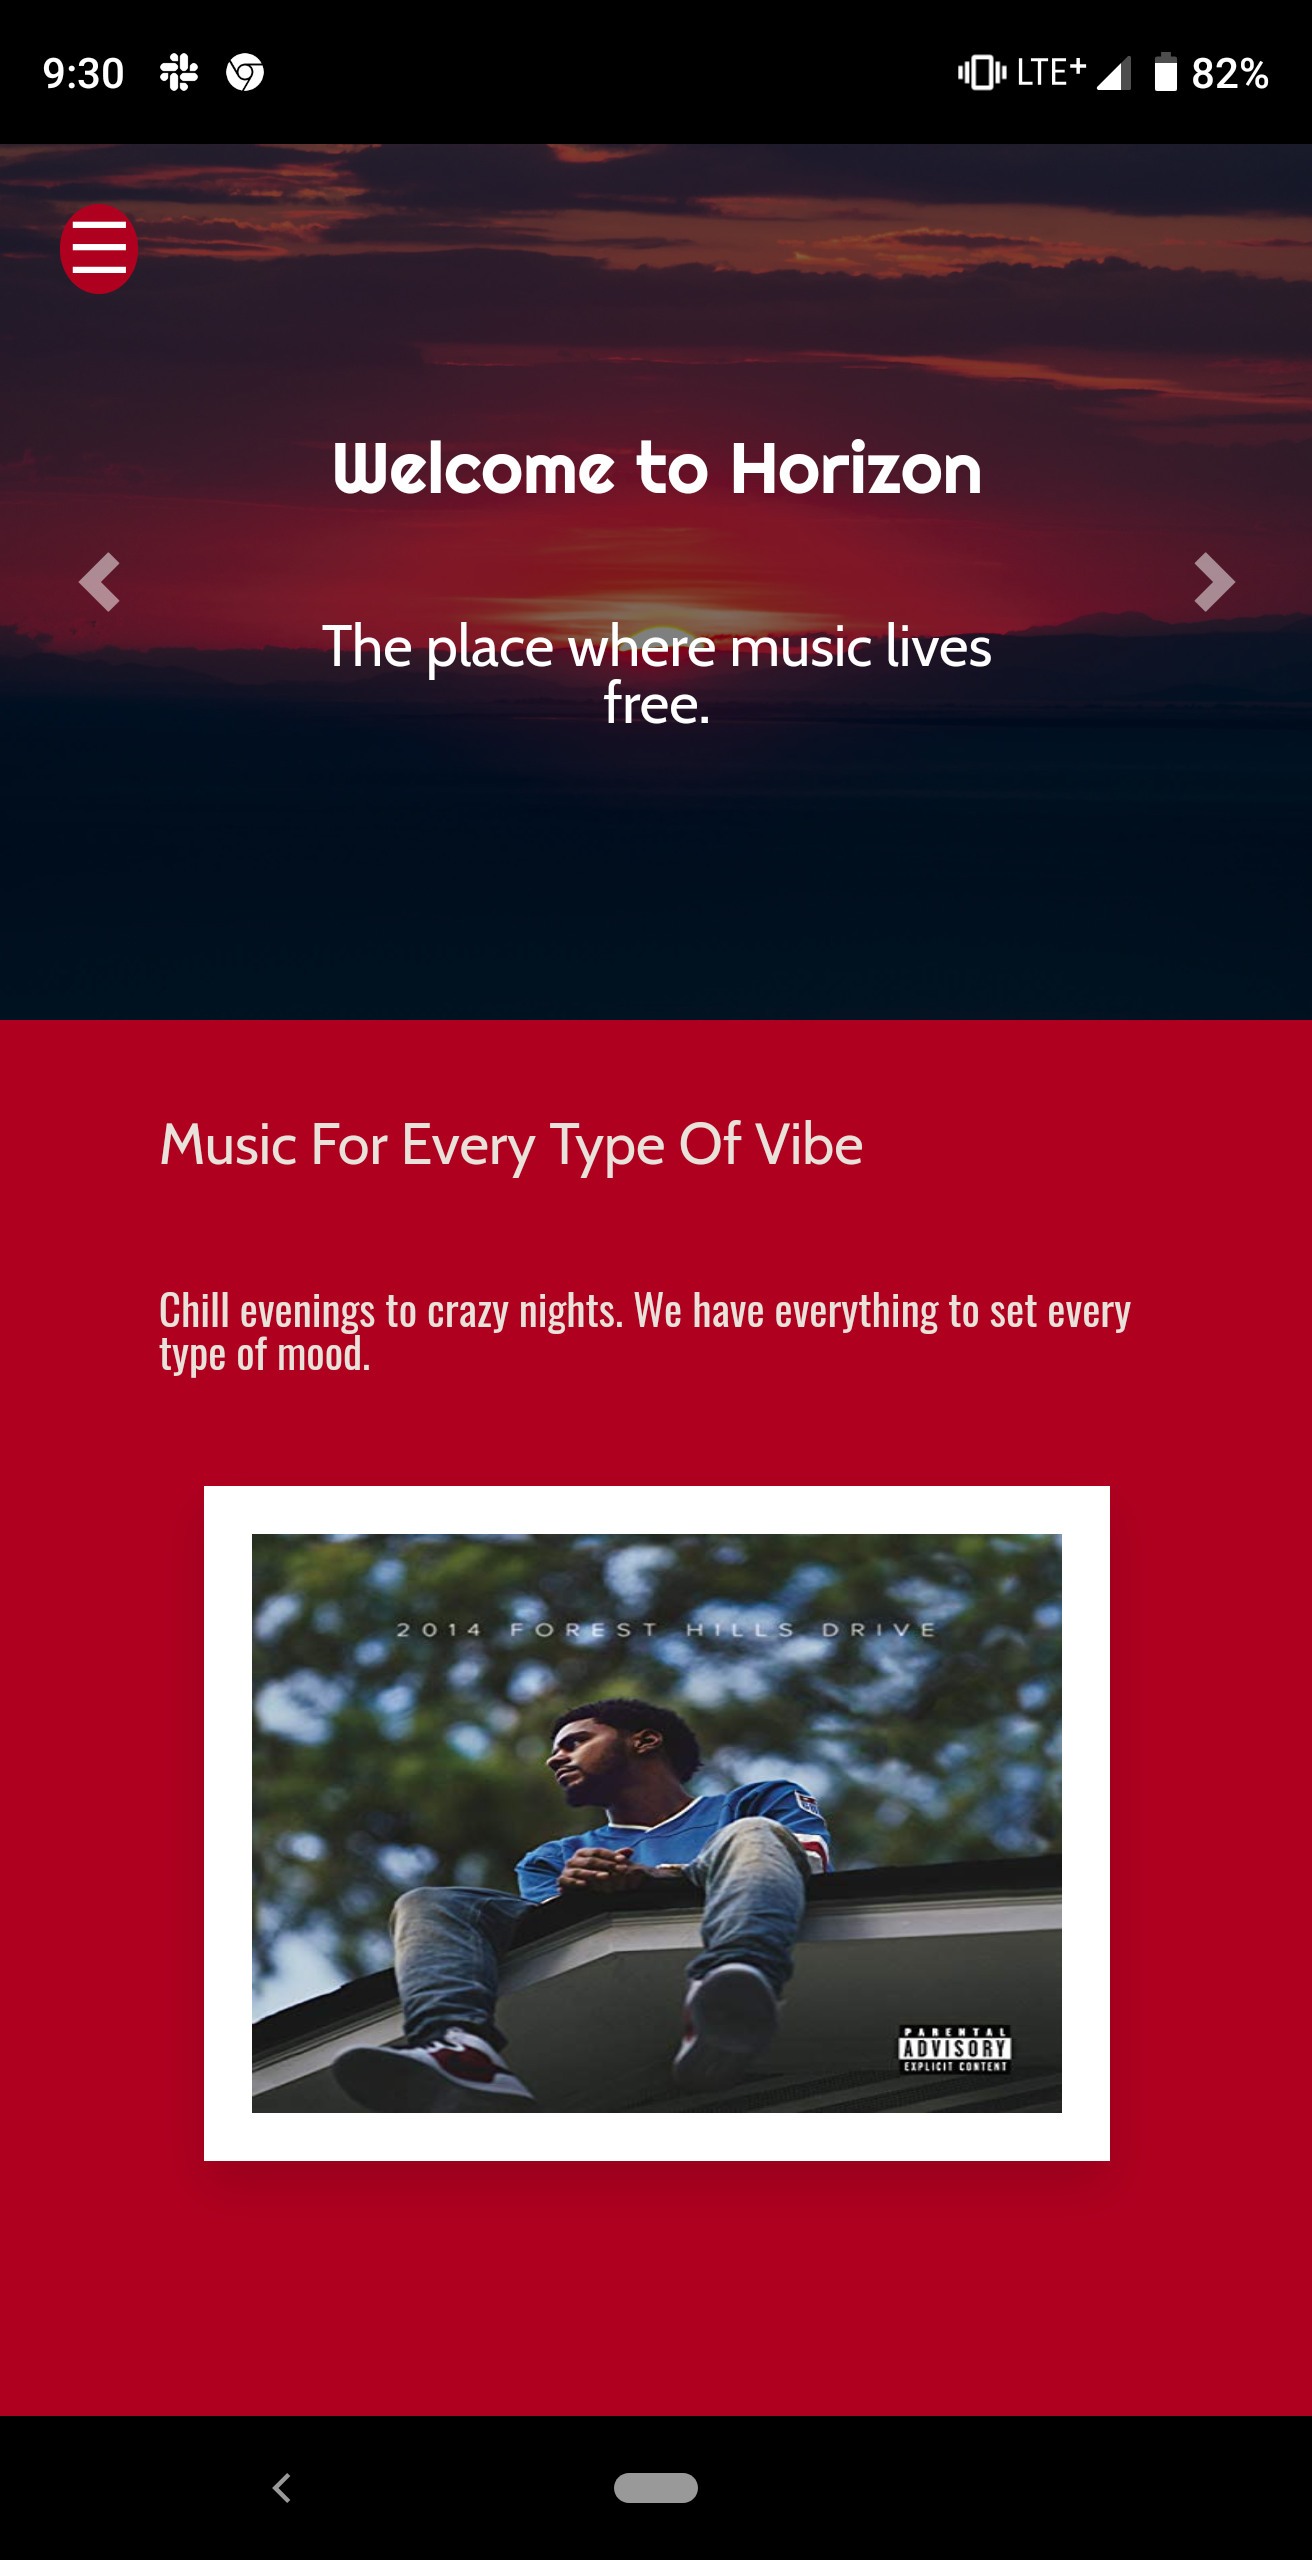 9:30 LTE+ 82%
Welcome to Horizon
The place where music lives
free.
Music For Every Type Of Vibe
Chill evenings to crazy nights. We have everything to set every
type of mood.
2014 FOREST HILLS DRIVE
PARENTAL
ADVISORY
EXPLICIT CONTENT